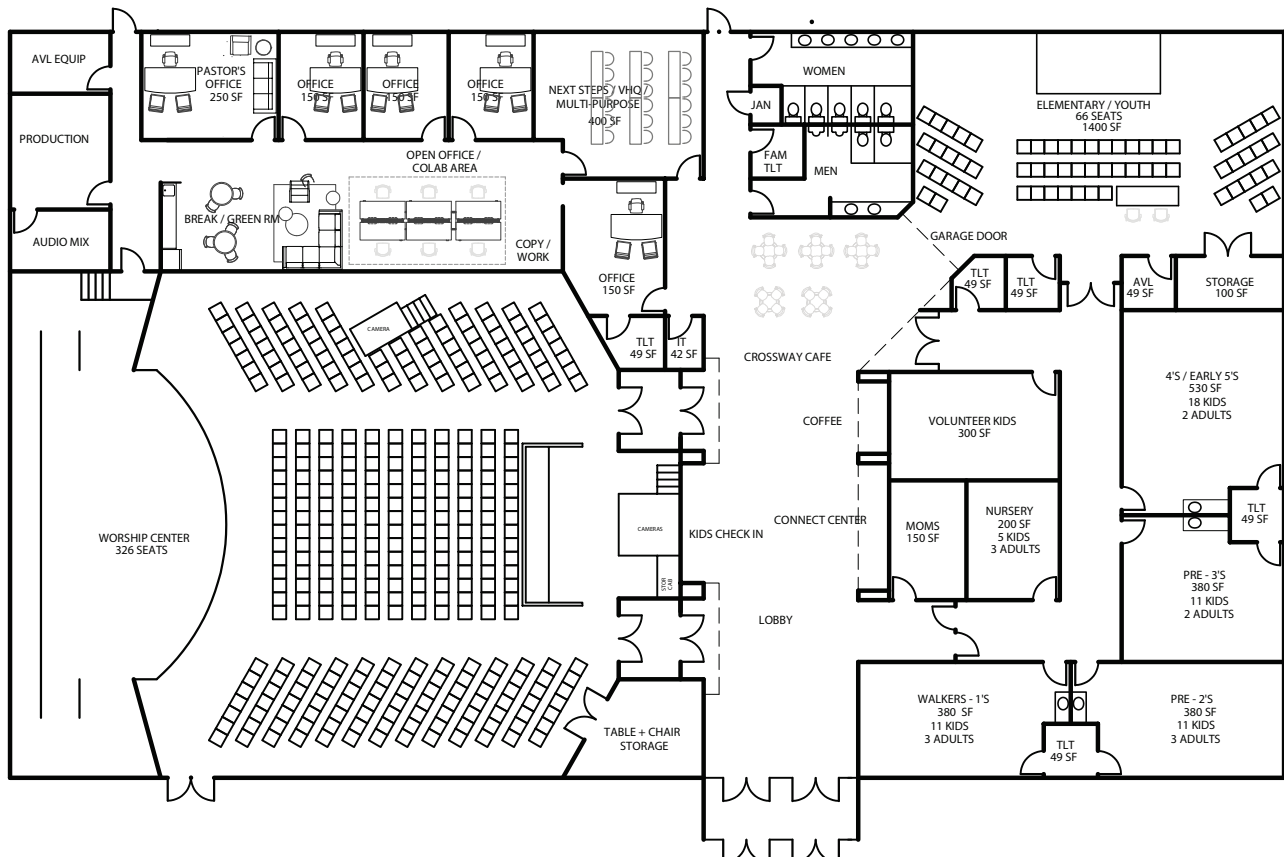 AVL EQUIP
PASTOR'S
OFFICE
250 SF
OFFICE
150 SF
OFFICE
150 SF
OFFICE
150 SF
NEXT STEPS / VHQ /
MULTI-PURPOSE
400 SF
WOMEN
JAN
FAM
TLT
MEN
ELEMENTARY / YOUTH
66 SEATS
1400 SF
PRODUCTION
AUDIO MIX
OPEN OFFICE /
COLAB AREA
BREAK / GREEN RM
COPY /
WORK
OFFICE
150 SF
GARAGE DOOR
TLT
49 SF
TLT
49 SF
AVL
49 SF
STORAGE
100 SF
CAMERA
TLT
49 SF
IT
42 SF
CROSSWAY CAFE
4'S / EARLY 5'S
530 SF
18 KIDS
2 ADULTS
COFFEE
VOLUNTEER KIDS
300 SF
WORSHIP CENTER
326 SEATS
CAMERAS
STOR
CAB
KIDS CHECK IN
CONNECT CENTER
MOMS
150 SF
NURSERY
200 SF
5 KIDS
3 ADULTS
TLT
49 SF
PRE - 3'S
380 SF
11 KIDS
2 ADULTS
LOBBY
TABLE + CHAIR
STORAGE
WALKERS - 1'S
380 SF
11 KIDS
3 ADULTS
TLT
49 SF
PRE - 2'S
380 SF
11 KIDS
3 ADULTS